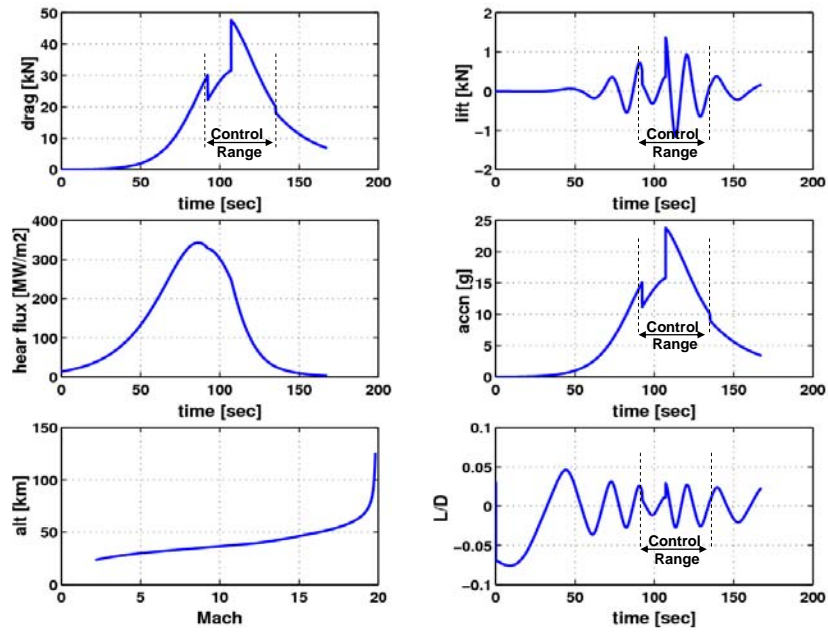 50
40
30
20
10
0
drag [kN]
Control
Range
0 50 100 150 200
time [sec]
2
1
0
−1
−2
lift [kN]
Control
Range
0 50 100 150 200
time [sec]
400
300
200
100
0
hear flux [MW/m2]
0 50 100 150 200
time [sec]
25
20
15
10
5
0
accn [g]
Control
Range
0 50 100 150 200
time [sec]
150
100
50
0
alt [km]
0 5 10 15 20
Mach
0.1
0.05
0
−0.05
−0.1
L/D
Control
Range
0 50 100 150 200
time [sec]